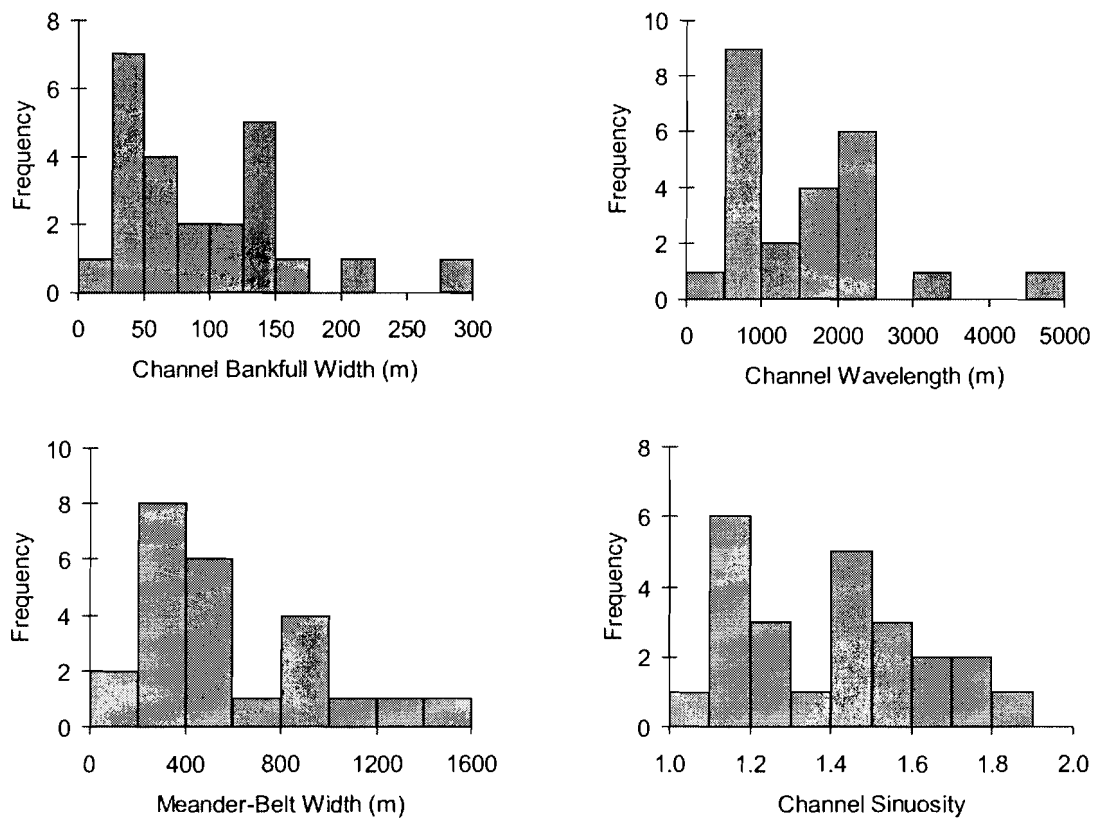 8
6
4
2
0
Frequency
0 50 100 150 200 250 300
Channel Bankfull Width (m)
10
8
6
4
2
0
Frequency
0 1000 2000 3000 4000 5000
Channel Wavelength (m)
10
8
6
4
2
0
Frequency
0 400 800 1200 1600
Meander-Belt Width (m)
8
6
4
2
0
Frequency
1.0 1.2 1.4 1.6 1.8 2.0
Channel Sinuosity